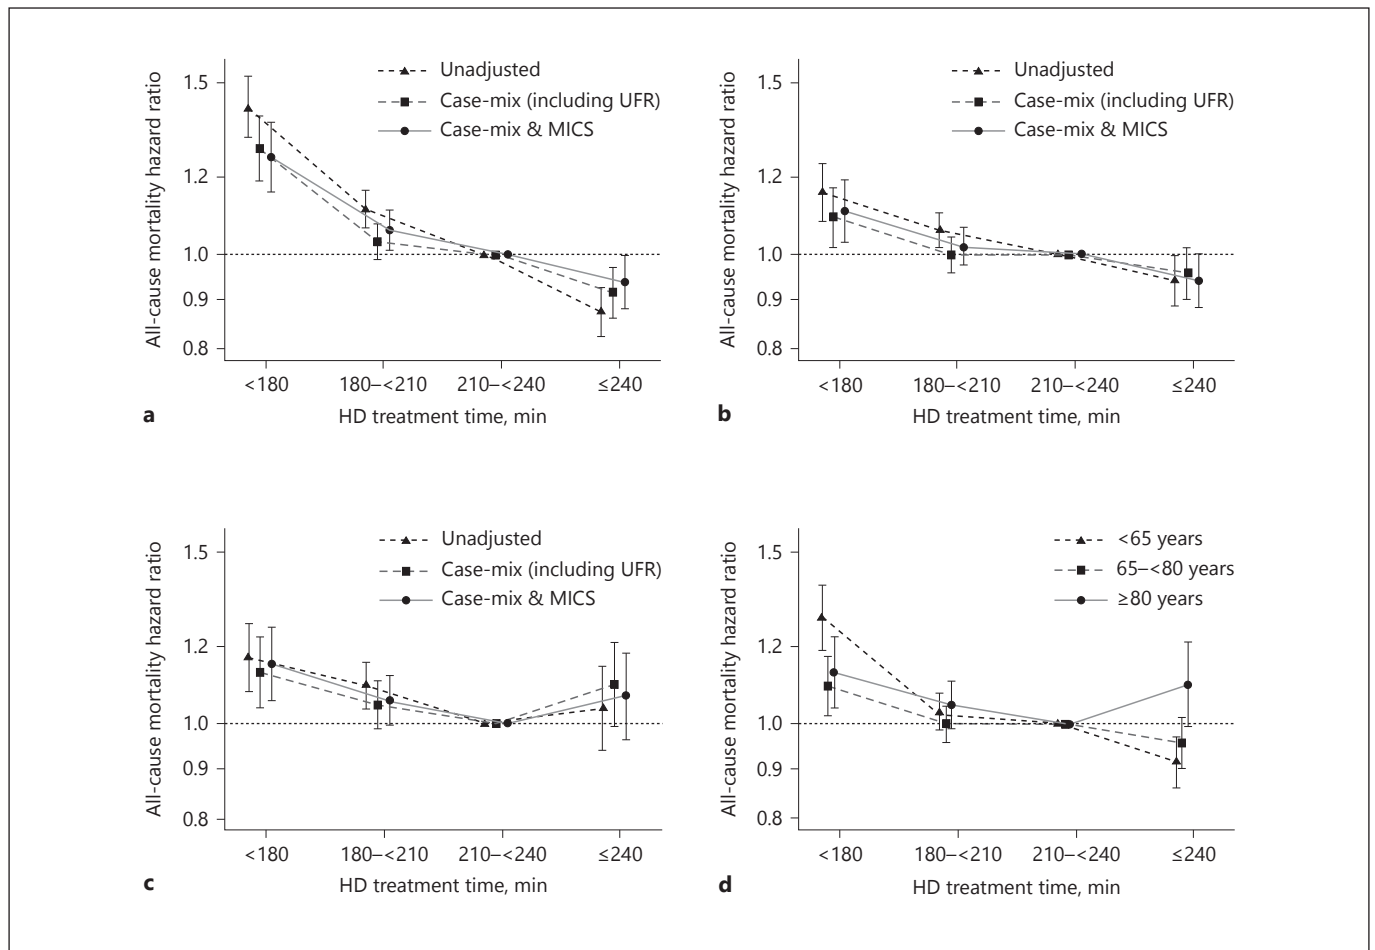 All-cause mortality hazard ratio
1.5
1.2
1.0
0.9
0.8
Unadjusted
Case-mix (including UFR)
Case-mix & MICS
<180
180–<210
210–<240
≤240
HD treatment time, min
a
All-cause mortality hazard ratio
1.5
1.2
1.0
0.9
0.8
Unadjusted
Case-mix (including UFR)
Case-mix & MICS
<180
180–<210
210–<240
≤240
HD treatment time, min
b
All-cause mortality hazard ratio
1.5
1.2
1.0
0.9
0.8
Unadjusted
Case-mix (including UFR)
Case-mix & MICS
<180
180–<210
210–<240
≤240
HD treatment time, min
c
All-cause mortality hazard ratio
1.5
1.2
1.0
0.9
0.8
<65 years
65–<80 years
≥80 years
<180
180–<210
210–<240
≤240
HD treatment time, min
d